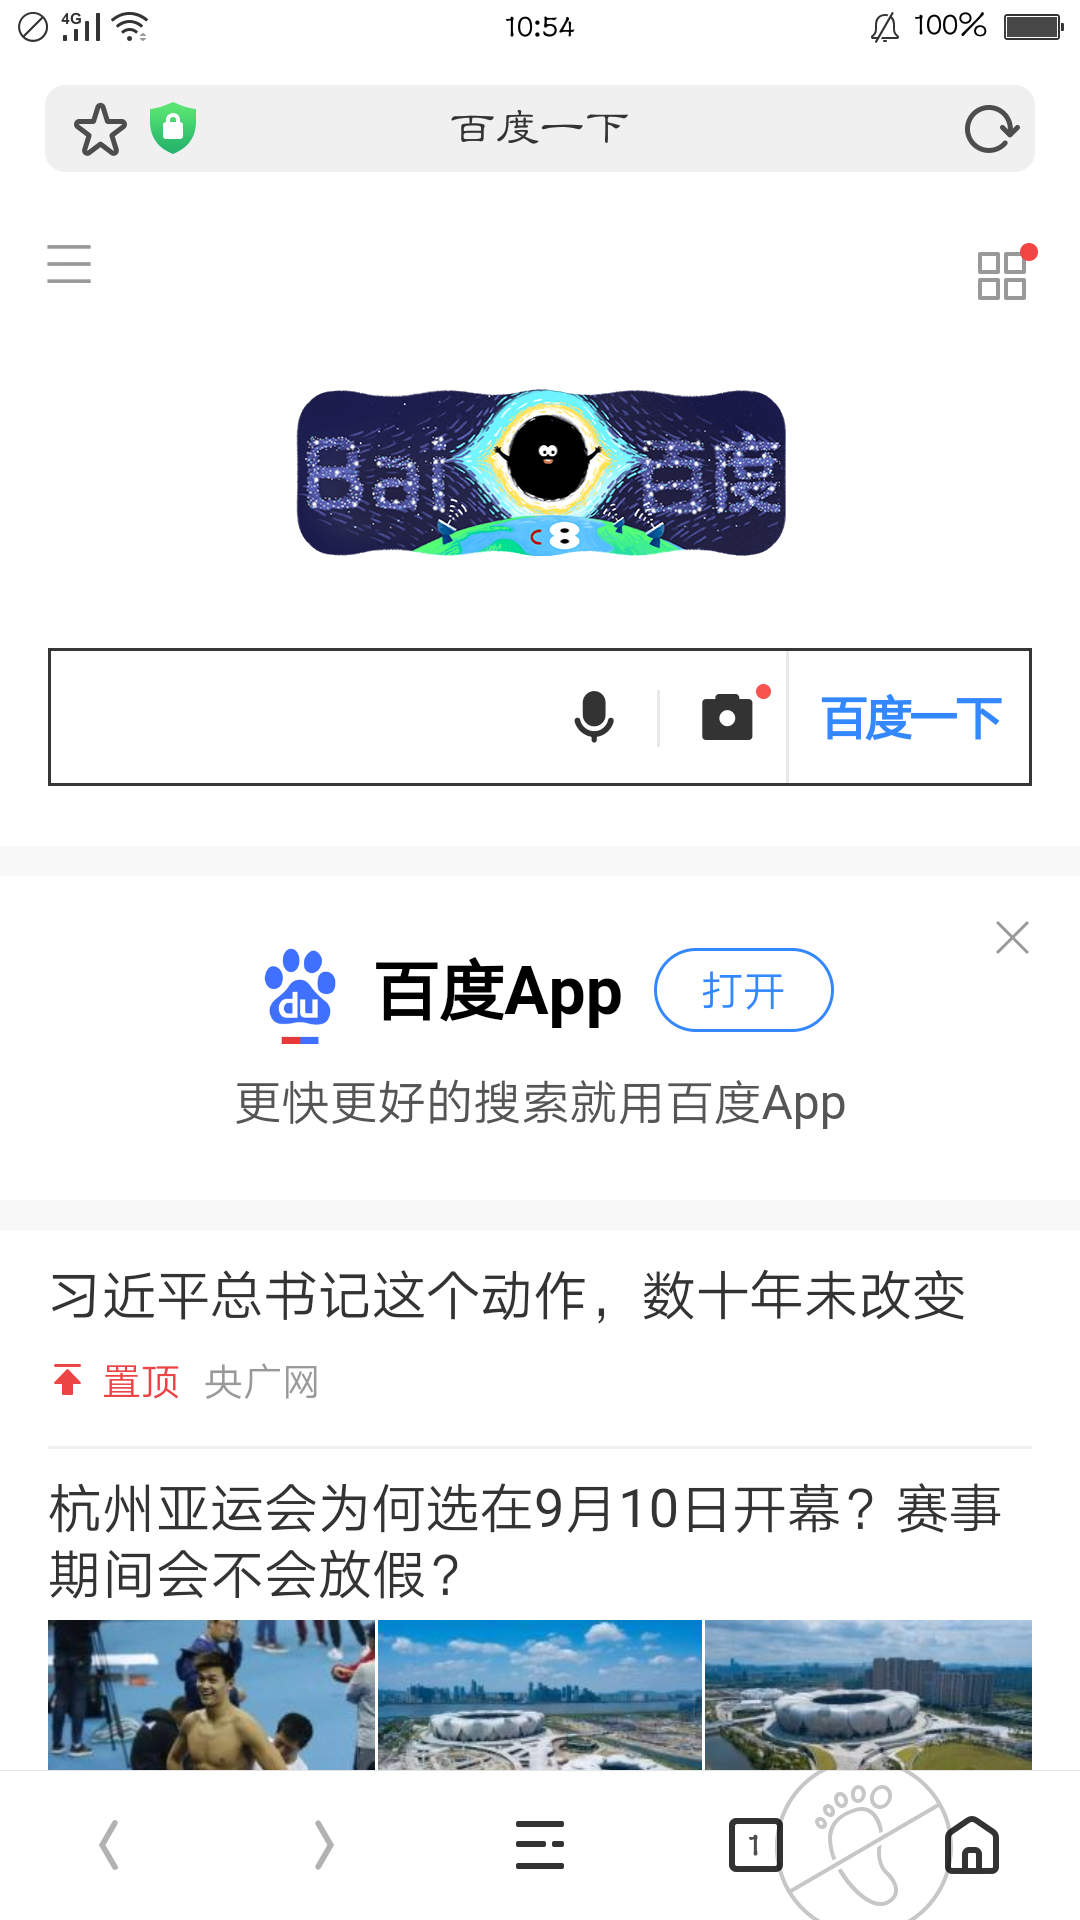 4G
10:54
100%
百度一下
Bai 百度
百度一下
du
百度App
打开
更快更好的搜索就用百度App
习近平总书记这个动作，数十年未改变
置顶 央广网
杭州亚运会为何选在9月10日开幕？赛事
期间会不会放假？
1